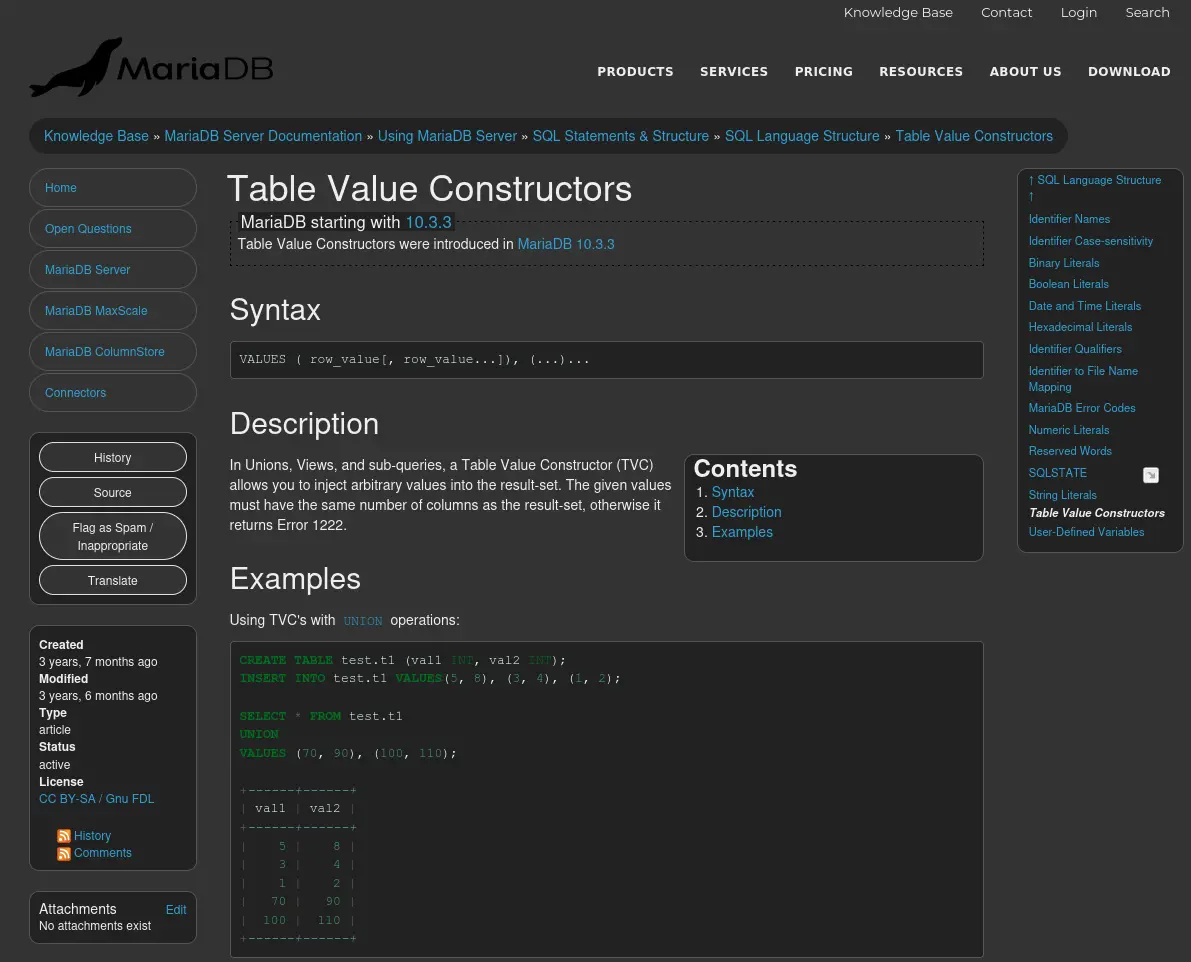 Knowledge Base Contact Login Search
MariaDB
PRODUCTS SERVICES PRICING RESOURCES ABOUT US DOWNLOAD
Knowledge Base » MariaDB Server Documentation » Using MariaDB Server » SQL Statements & Structure » SQL Language Structure » Table Value Constructors
Home
Open Questions
MariaDB Server
MariaDB MaxScale
MariaDB ColumnStore
Connectors
History
Source
Flag as Spam /
Inappropriate
Translate
Created
3 years, 7 months ago
Modified
3 years, 6 months ago
Type
article
Status
active
License
CC BY-SA / Gnu FDL
History
Comments
Attachments Edit
No attachments exist
Table Value Constructors
MariaDB starting with 10.3.3
Table Value Constructors were introduced in MariaDB 10.3.3
Syntax
VALUES ( row_value[, row_value...]), (...)...
Description
In Unions, Views, and sub-queries, a Table Value Constructor (TVC)
allows you to inject arbitrary values into the result-set. The given values
must have the same number of columns as the result-set, otherwise it
returns Error 1222.
Contents
1. Syntax
2. Description
3. Examples
Examples
Using TVC's with UNION operations:
CREATE TABLE test.t1 (val1 INT, val2 INT);
INSERT INTO test.t1 VALUES(5, 8), (3, 4), (1, 2);
SELECT * FROM test.t1
UNION
VALUES (70, 90), (100, 110);
+------+------+
| val1 | val2 |
+------+------+
|    5 |    8 |
|    3 |    4 |
|    1 |    2 |
|   70 |   90 |
|  100 |  110 |
+------+------+
↑ SQL Language Structure
↑
Identifier Names
Identifier Case-sensitivity
Binary Literals
Boolean Literals
Date and Time Literals
Hexadecimal Literals
Identifier Qualifiers
Identifier to File Name
Mapping
MariaDB Error Codes
Numeric Literals
Reserved Words
SQLSTATE
String Literals
Table Value Constructors
User-Defined Variables